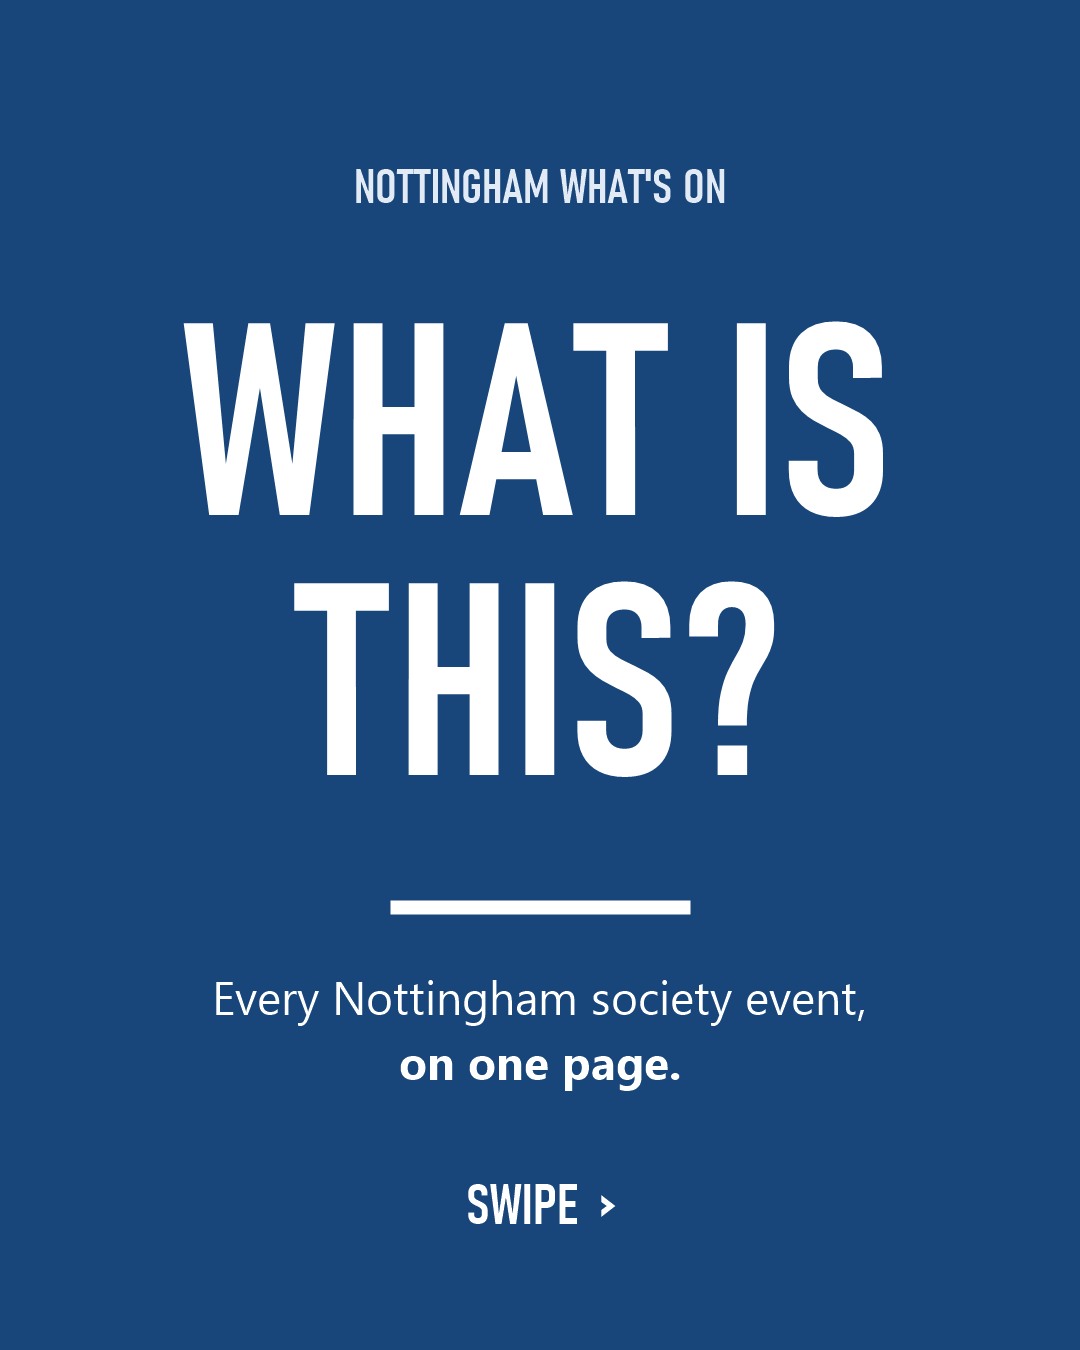 NOTTINGHAM WHAT'S ON
WHAT IS
THIS?
Every Nottingham society event,
on one page.
SWIPE >